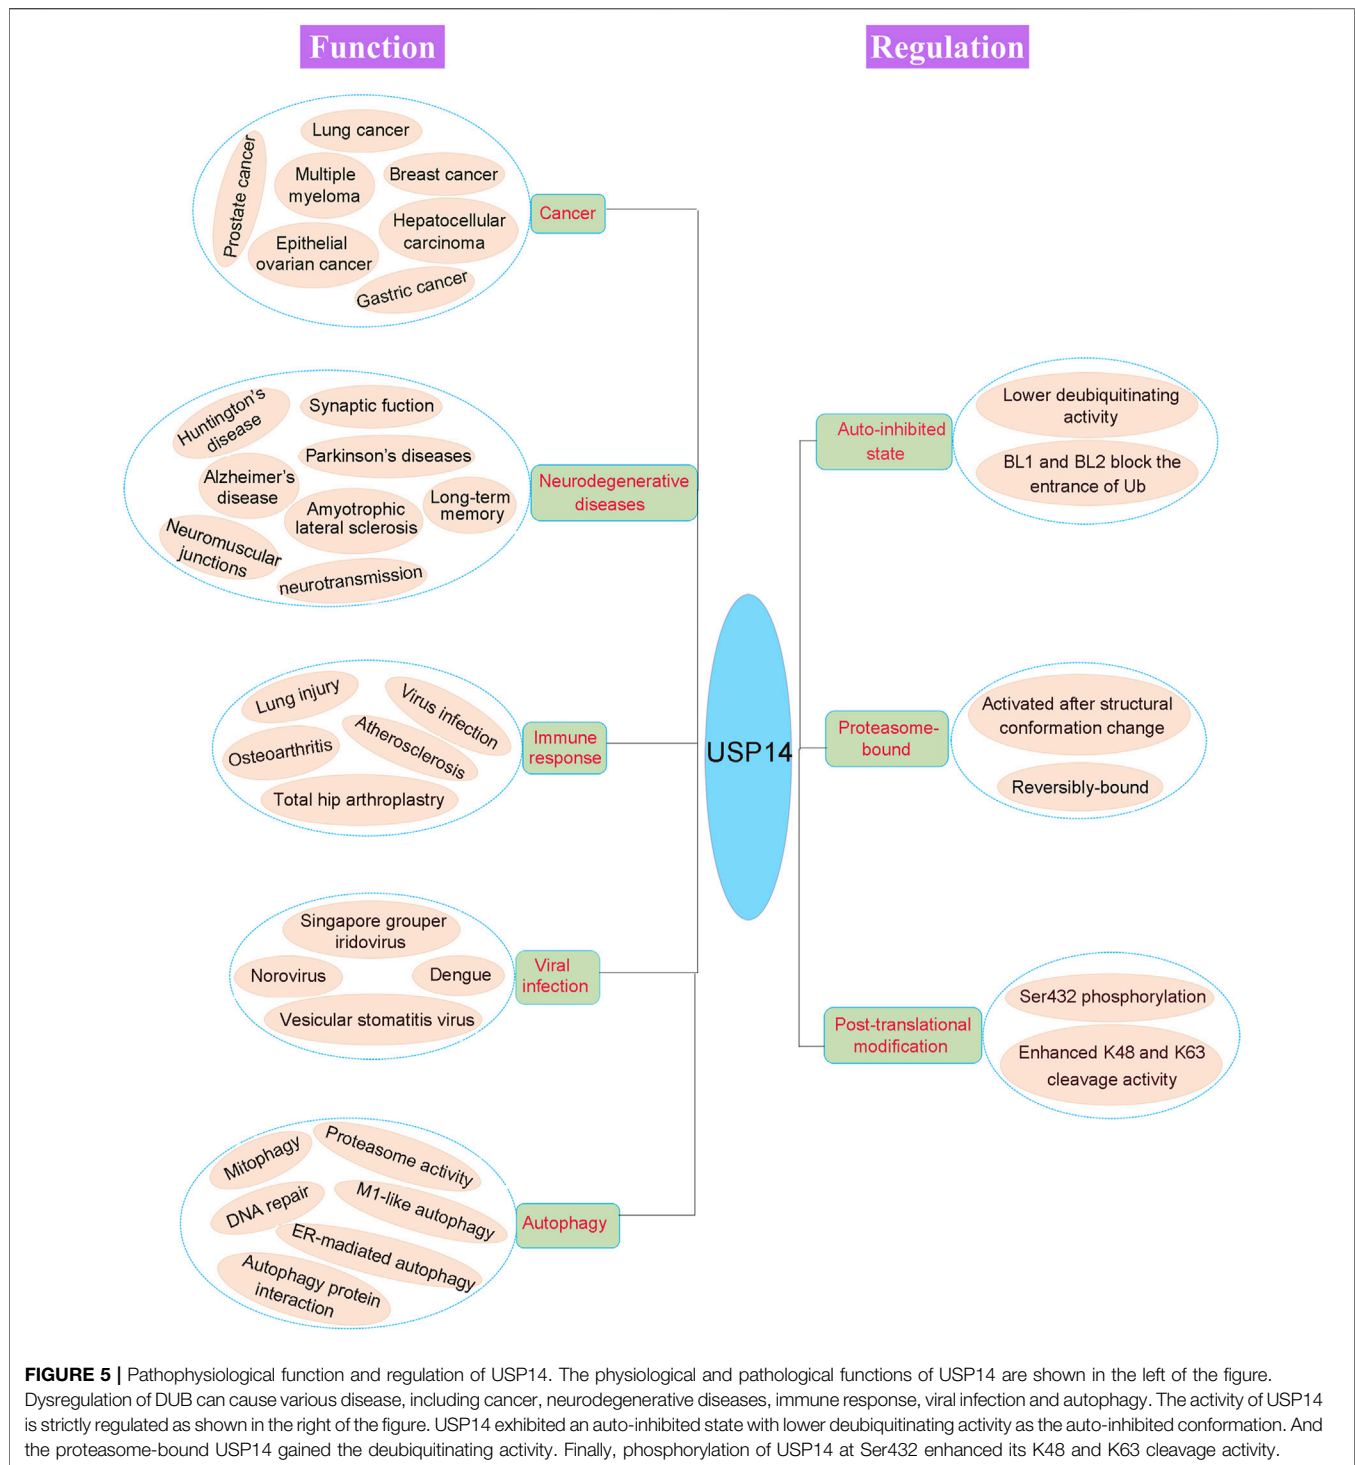 Function
Regulation
Lung cancer
Prostate cancer
Multiple
myeloma
Breast cancer
Hepatocellular
carcinoma
Epithelial
ovarian cancer
Gastric cancer
Cancer
Huntington's
disease
Synaptic fuction
Parkinson's diseases
Alzheimer's
disease
Amyotrophic
lateral sclerosis
Long-term
memory
Neuromuscular
junctions
neurotransmission
Neurodegenerative
diseases
Lung injury
Virus infection
Atherosclerosis
Osteoarthritis
Total hip arthroplastry
Immune
response
Singapore grouper
iridovirus
Norovirus
Dengue
Vesicular stomatitis virus
Viral
infection
Mitophagy
Proteasome activity
DNA repair
M1-like autophagy
ER-madiated autophagy
Autophagy protein
interaction
Autophagy
USP14
Auto-inhibited
state
Lower deubiquitinating
activity
BL1 and BL2 block the
entrance of Ub
Proteasome-
bound
Activated after structural
conformation change
Reversibly-bound
Post-translational
modification
Ser432 phosphorylation
Enhanced K48 and K63
cleavage activity
FIGURE 5 | Pathophysiological function and regulation of USP14. The physiological and pathological functions of USP14 are shown in the left of the figure.
Dysregulation of DUB can cause various disease, including cancer, neurodegenerative diseases, immune response, viral infection and autophagy. The activity of USP14
is strictly regulated as shown in the right of the figure. USP14 exhibited an auto-inhibited state with lower deubiquitinating activity as the auto-inhibited conformation. And
the proteasome-bound USP14 gained the deubiquitinating activity. Finally, phosphorylation of USP14 at Ser432 enhanced its K48 and K63 cleavage activity.